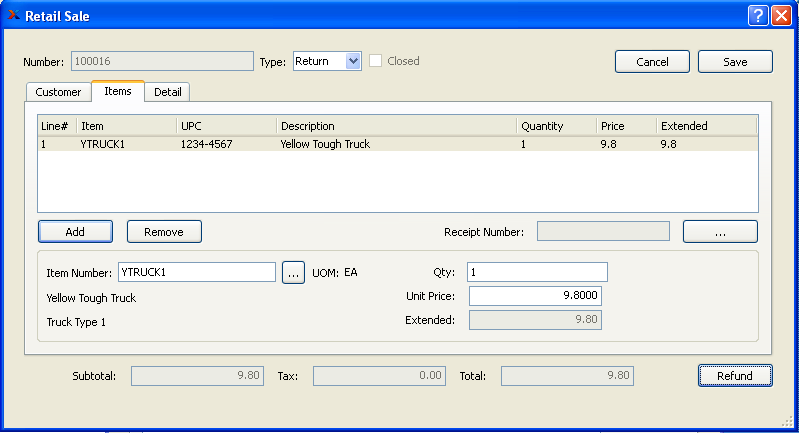 Retail Sale
Number: 100016 Type: Return Closed Cancel Save
Customer Items Detail
Line# Item UPC Description Quantity Price Extended
1 YTRUCK1 1234-4567 Yellow Tough Truck 1 9.8 9.8
Add Remove Receipt Number: ...
Item Number: YTRUCK1 ... UOM: EA Qty: 1
Yellow Tough Truck Unit Price: 9.8000
Truck Type 1 Extended: 9.80
Subtotal: 9.80 Tax: 0.00 Total: 9.80 Refund